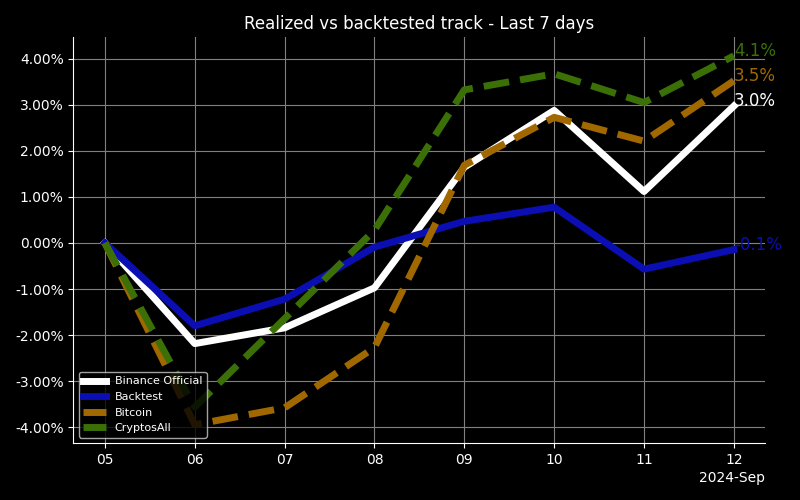 Realized vs backtested track - Last 7 days
4.00%
3.00%
2.00%
1.00%
0.00%
-1.00%
-2.00%
-3.00%
-4.00%
4.1%
3.5%
3.0%
-0.1%
Binance Official
Backtest
Bitcoin
CryptosAll
05 06 07 08 09 10 11 12
2024-Sep